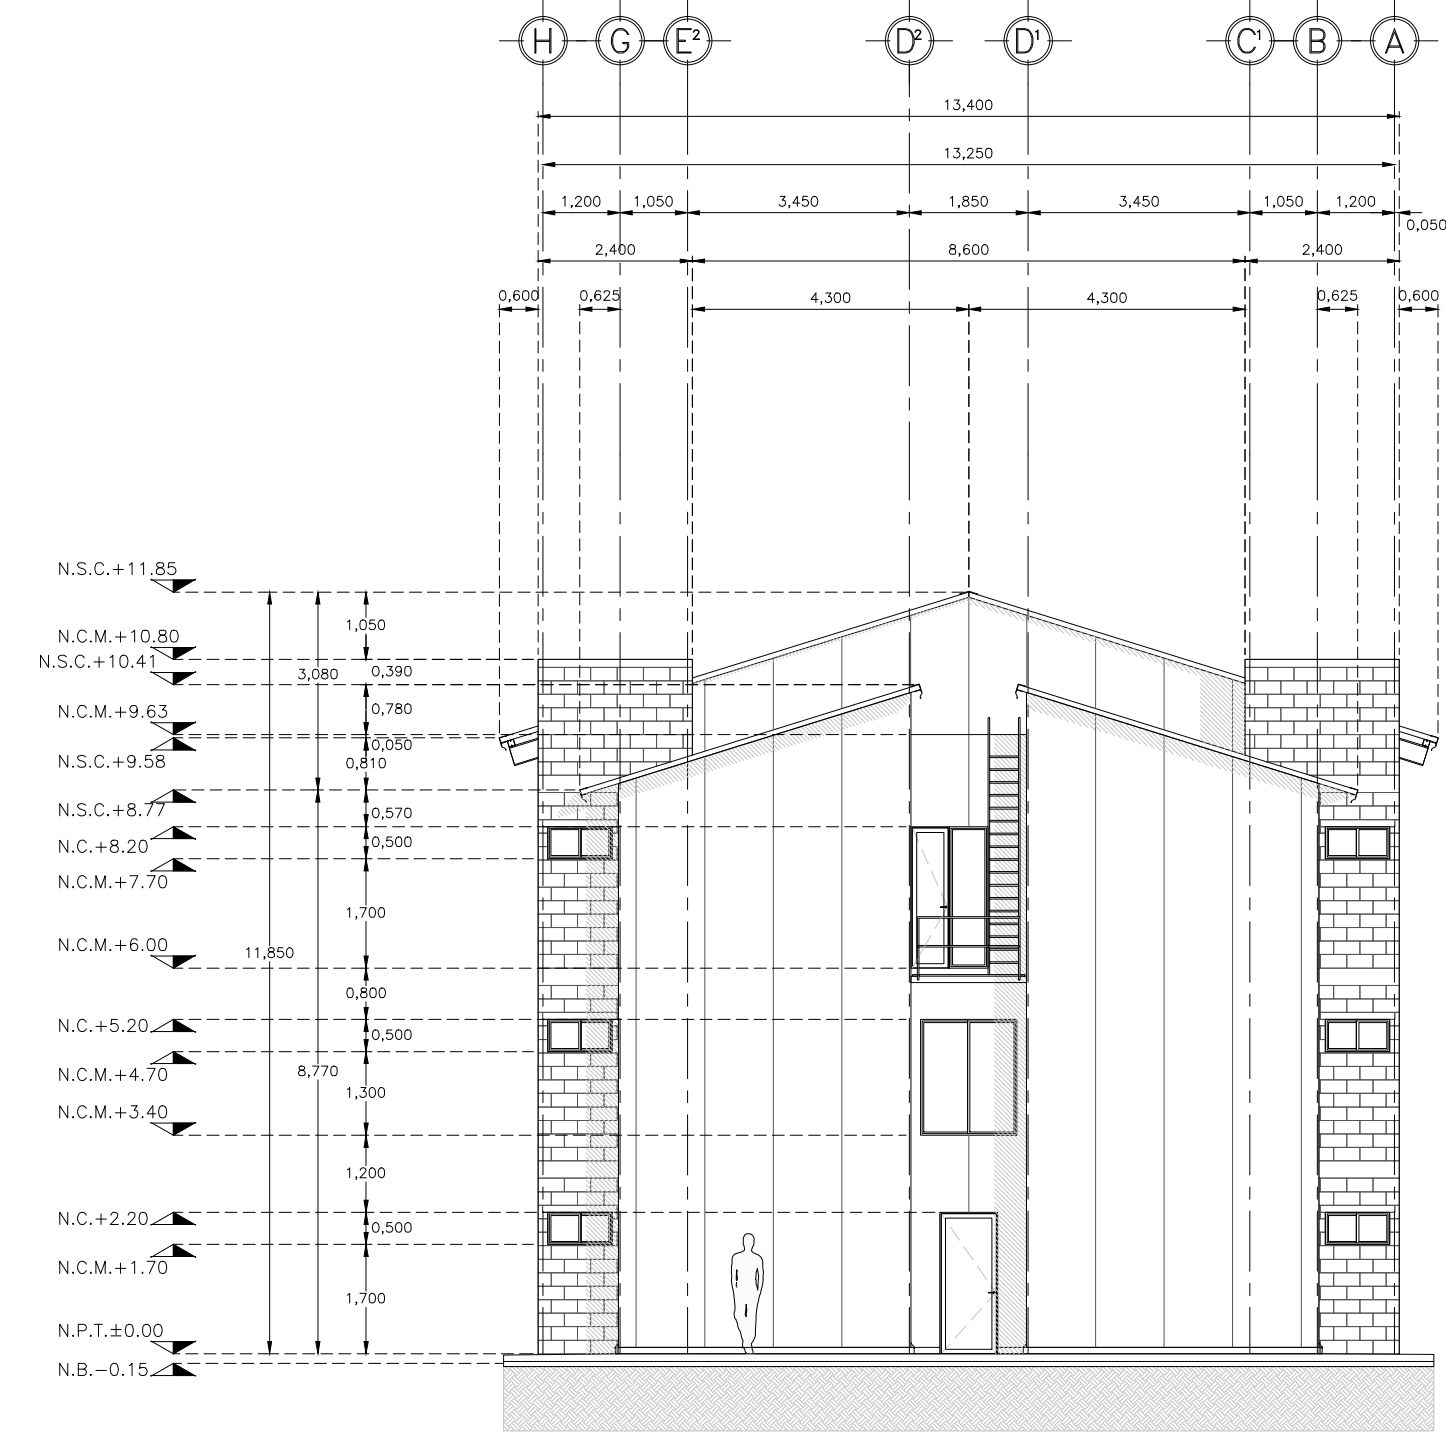 H G E² D² D¹ C¹ B A
13,400
13,250
1,200 1,050 3,450 1,850 3,450 1,050 1,200
0,050
2,400 8,600 2,400
0,600 0,625 4,300 4,300 0,625 0,600
N.S.C.+11.85
1,050
N.C.M.+10.80
N.S.C.+10.41
3,080 0,390
N.C.M.+9.63 0,780
0,050
N.S.C.+9.58 0,810
N.S.C.+8.77 0,570
N.C.+8.20 0,500
N.C.M.+7.70
1,700
N.C.M.+6.00
11,850
0,800
N.C.+5.20 0,500
N.C.M.+4.70 8,770
1,300
N.C.M.+3.40
1,200
N.C.+2.20 0,500
N.C.M.+1.70
1,700
N.P.T.±0.00
N.B.−0.15